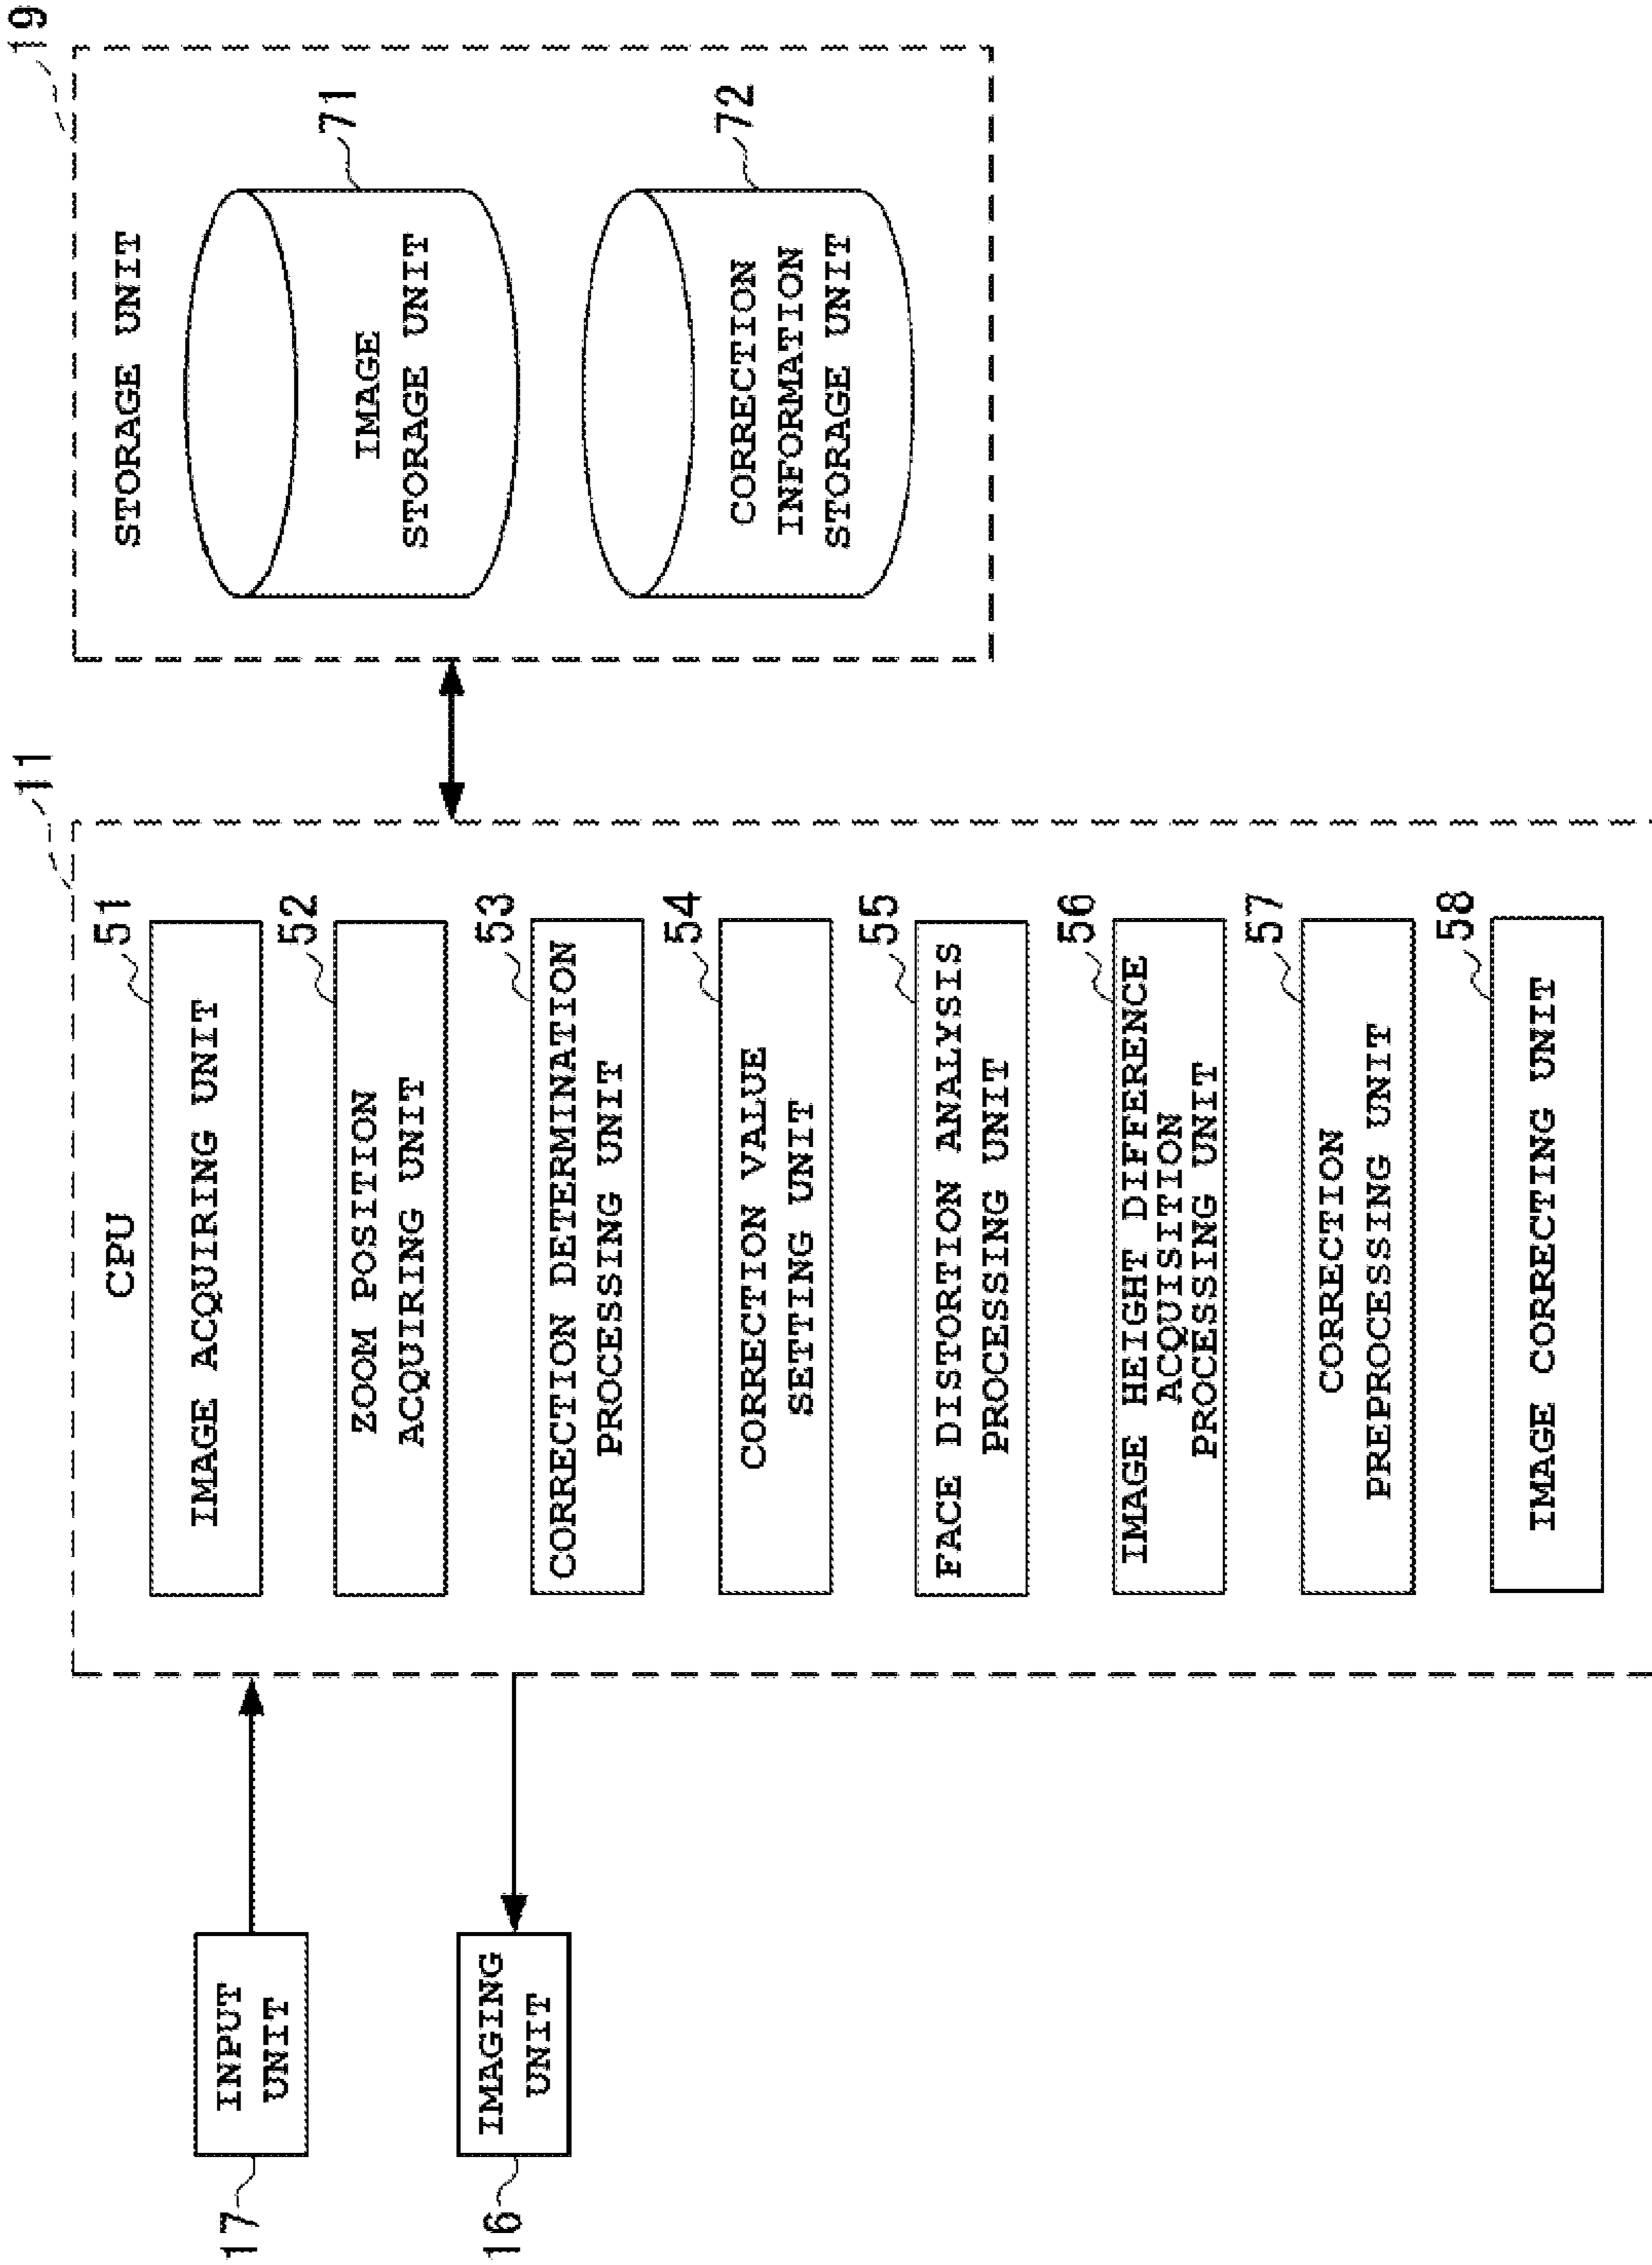 17
INPUT
UNIT
16
IMAGING
UNIT
11
CPU
51
IMAGE ACQUIRING UNIT
52
ZOOM POSITION
ACQUIRING UNIT
53
CORRECTION DETERMINATION
PROCESSING UNIT
54
CORRECTION VALUE
SETTING UNIT
55
FACE DISTORTION ANALYSIS
PROCESSING UNIT
56
IMAGE HEIGHT DIFFERENCE
ACQUISITION
PROCESSING UNIT
57
CORRECTION
PREPROCESSING UNIT
58
IMAGE CORRECTING UNIT
19
STORAGE UNIT
71
IMAGE
STORAGE UNIT
72
CORRECTION
INFORMATION
STORAGE UNIT